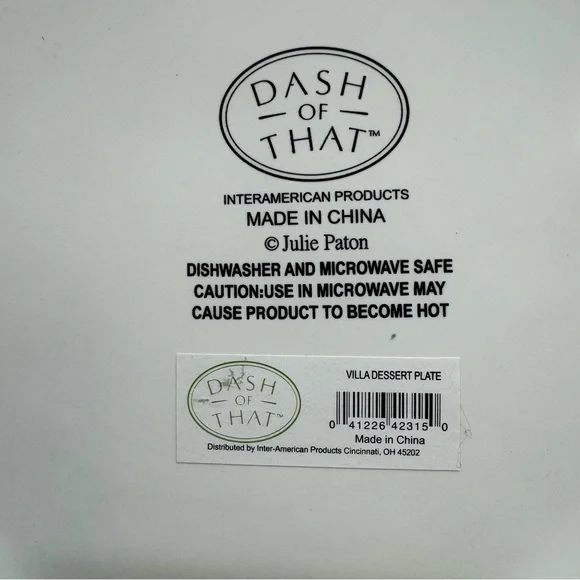 DASH
OF
THAT™
INTERAMERICAN PRODUCTS
MADE IN CHINA
© Julie Paton
DISHWASHER AND MICROWAVE SAFE
CAUTION:USE IN MICROWAVE MAY
CAUSE PRODUCT TO BECOME HOT
DASH
OF
THAT™
VILLA DESSERT PLATE
0 41226 42315 0
Made in China
Distributed by Inter-American Products Cincinnati, OH 45202